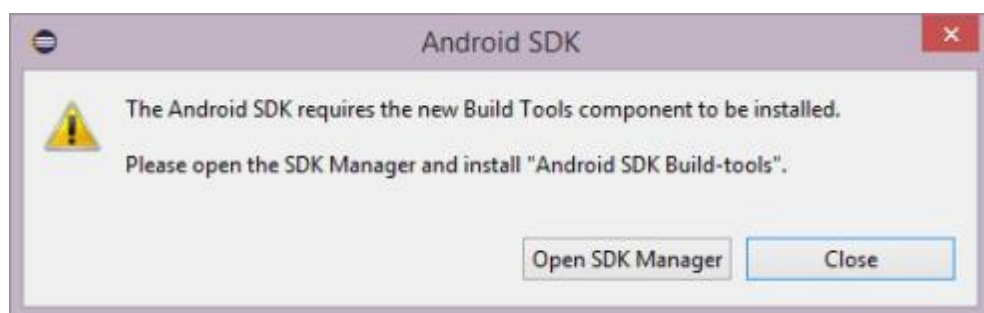 Android SDK
The Android SDK requires the new Build Tools component to be installed.
Please open the SDK Manager and install "Android SDK Build-tools".
Open SDK Manager Close